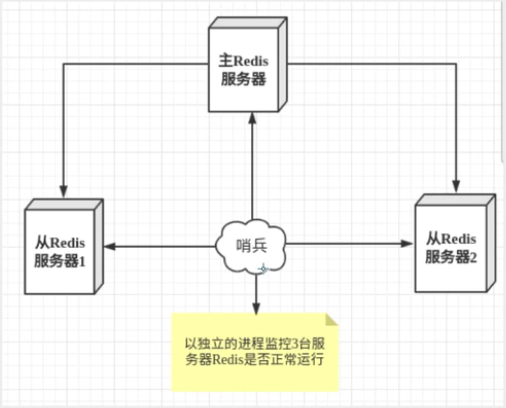 主Redis
服务器
从Redis
服务器1
哨兵
从Redis
服务器2
以独立的进程监控3台服
务器Redis是否正常运行